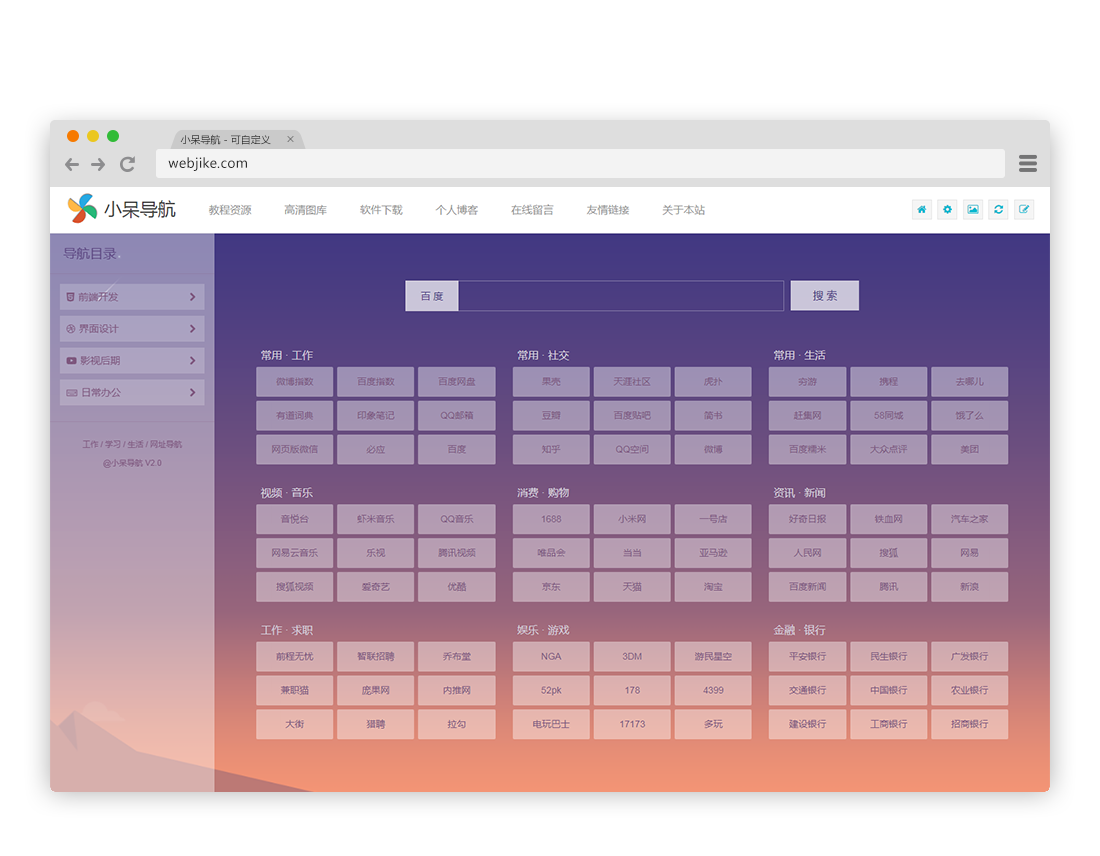 小呆导航 - 可自定义
webjike.com
小呆导航 教程资源 高清图库 软件下载 个人博客 在线留言 友情链接 关于本站
导航目录
前端开发
界面设计
影视后期
日常办公
工作 / 学习 / 生活 / 网址导航
@小呆导航 V2.0
百度 搜索
常用 · 工作
微博指数 百度指数 百度网盘
有道词典 印象笔记 QQ邮箱
网页版微信 必应 百度
常用 · 社交
果壳 天涯社区 虎扑
豆瓣 百度贴吧 简书
知乎 QQ空间 微博
常用 · 生活
穷游 携程 去哪儿
赶集网 58同城 饿了么
百度糯米 大众点评 美团
视频 · 音乐
音悦台 虾米音乐 QQ音乐
网易云音乐 乐视 腾讯视频
搜狐视频 爱奇艺 优酷
消费 · 购物
1688 小米网 一号店
唯品会 当当 亚马逊
京东 天猫 淘宝
资讯 · 新闻
好奇日报 铁血网 汽车之家
人民网 搜狐 网易
百度新闻 腾讯 新浪
工作 · 求职
前程无忧 智联招聘 乔布堂
兼职猫 庞果网 内推网
大街 猎聘 拉勾
娱乐 · 游戏
NGA 3DM 游民星空
52pk 178 4399
电玩巴士 17173 多玩
金融 · 银行
平安银行 民生银行 广发银行
交通银行 中国银行 农业银行
建设银行 工商银行 招商银行